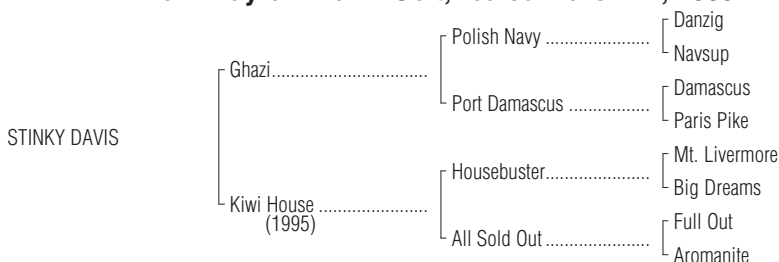 Danzig
Polish Navy
Navsup
Ghazi
Damascus
Port Damascus
Paris Pike
STINKY DAVIS
Mt. Livermore
Housebuster
Big Dreams
Kiwi House
(1995)
Full Out
All Sold Out
Aromanite